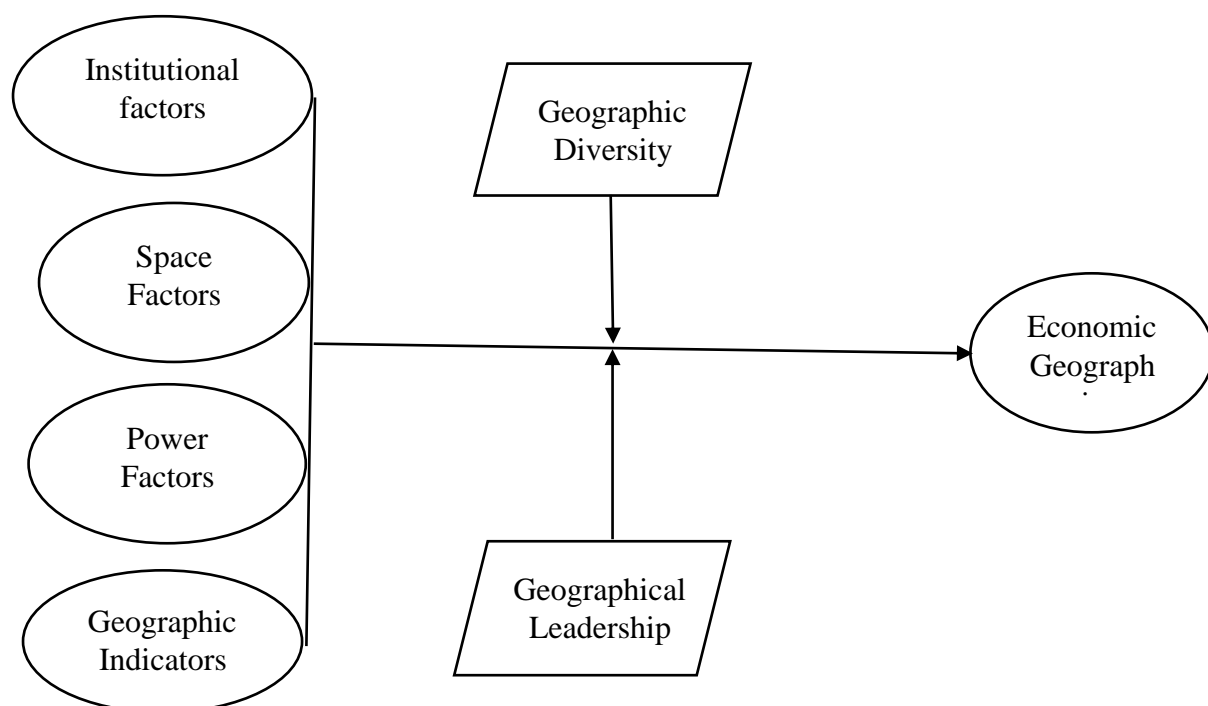 Institutional
factors
Geographic
Diversity
Space
Factors
Economic
Geograph
Power
Factors
Geographical
Leadership
Geographic
Indicators